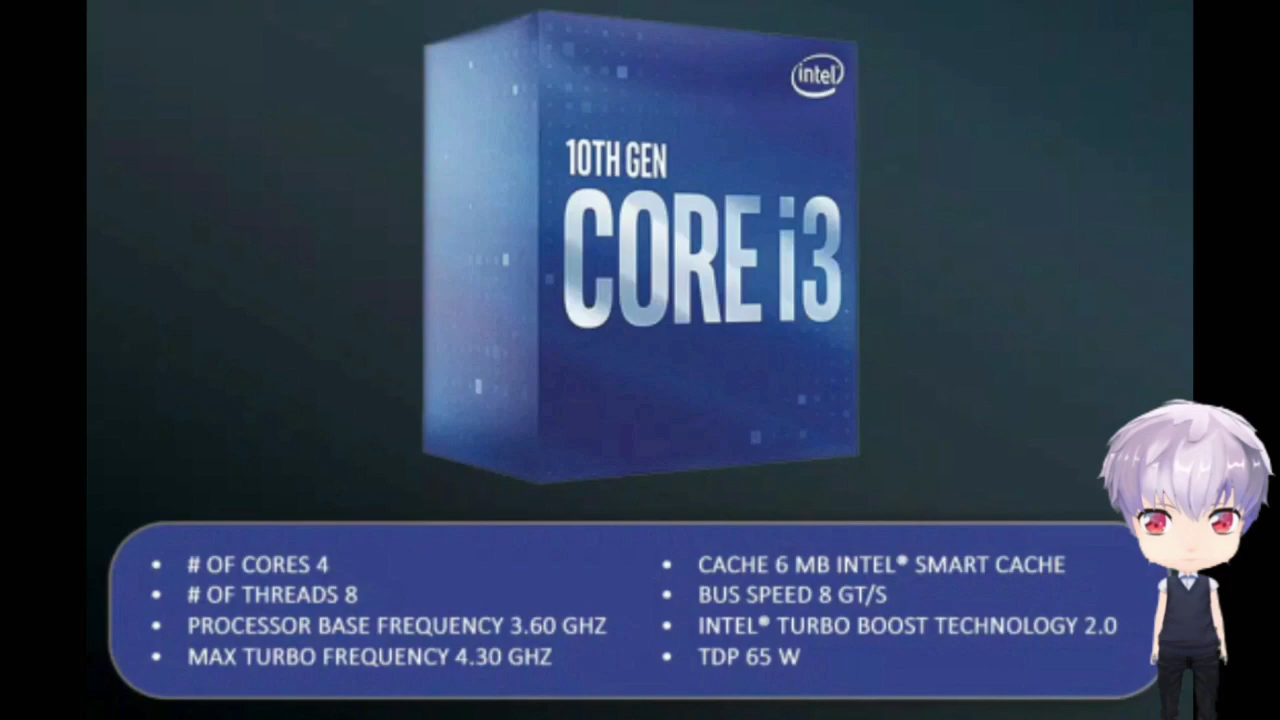 intel
10TH GEN
CORE i3
• # OF CORES 4
• # OF THREADS 8
• PROCESSOR BASE FREQUENCY 3.60 GHZ
• MAX TURBO FREQUENCY 4.30 GHZ
• CACHE 6 MB INTEL® SMART CACHE
• BUS SPEED 8 GT/S
• INTEL® TURBO BOOST TECHNOLOGY 2.0
• TDP 65 W